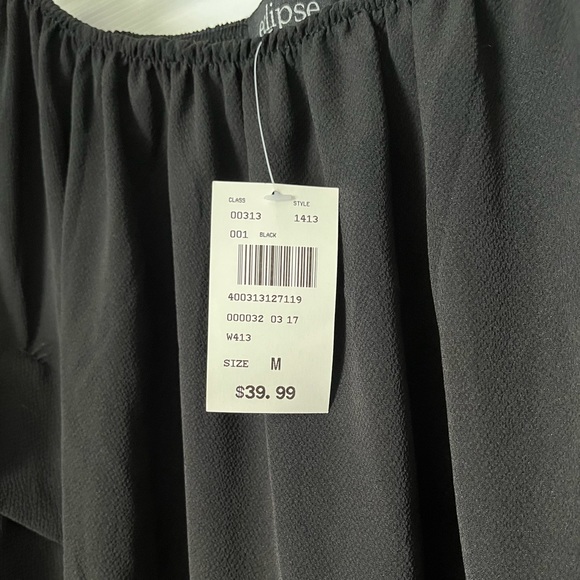 elipse
CLASS STYLE
00313 1413
001 BLACK
400313127119
000032 03 17
W413
SIZE M
$39.99